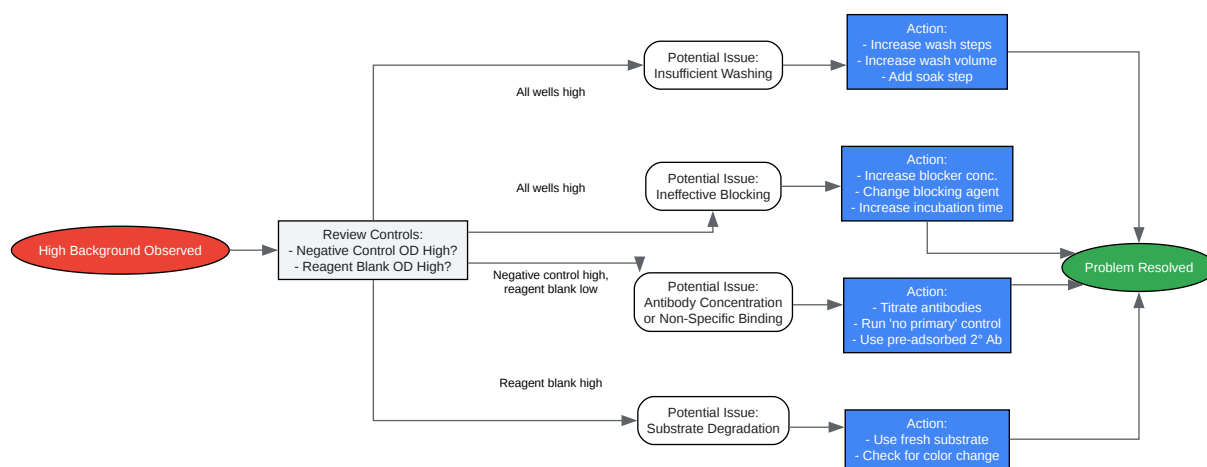 High Background Observed
Review Controls:
- Negative Control OD High?
- Reagent Blank OD High?
All wells high
Potential Issue:
Insufficient Washing
Action:
- Increase wash steps
- Increase wash volume
- Add soak step
All wells high
Potential Issue:
Ineffective Blocking
Action:
- Increase blocker conc.
- Change blocking agent
- Increase incubation time
Negative control high,
reagent blank low
Potential Issue:
Antibody Concentration
or Non-Specific Binding
Action:
- Titrate antibodies
- Run 'no primary' control
- Use pre-adsorbed 2° Ab
Reagent blank high
Potential Issue:
Substrate Degradation
Action:
- Use fresh substrate
- Check for color change
Problem Resolved